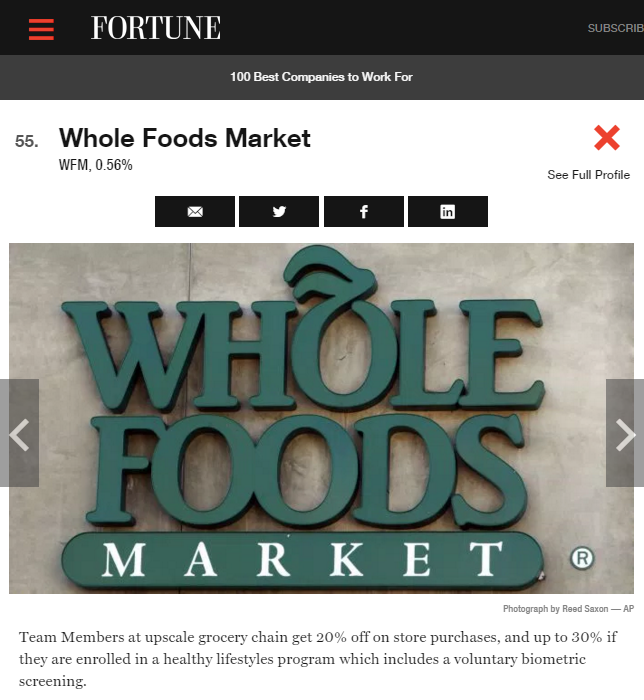 FORTUNE
SUBSCRIB
100 Best Companies to Work For
55. Whole Foods Market
WFM, 0.56%
See Full Profile
WHOLE
FOODS
MARKET ®
Photograph by Reed Saxon — AP
Team Members at upscale grocery chain get 20% off on store purchases, and up to 30% if
they are enrolled in a healthy lifestyles program which includes a voluntary biometric
screening.